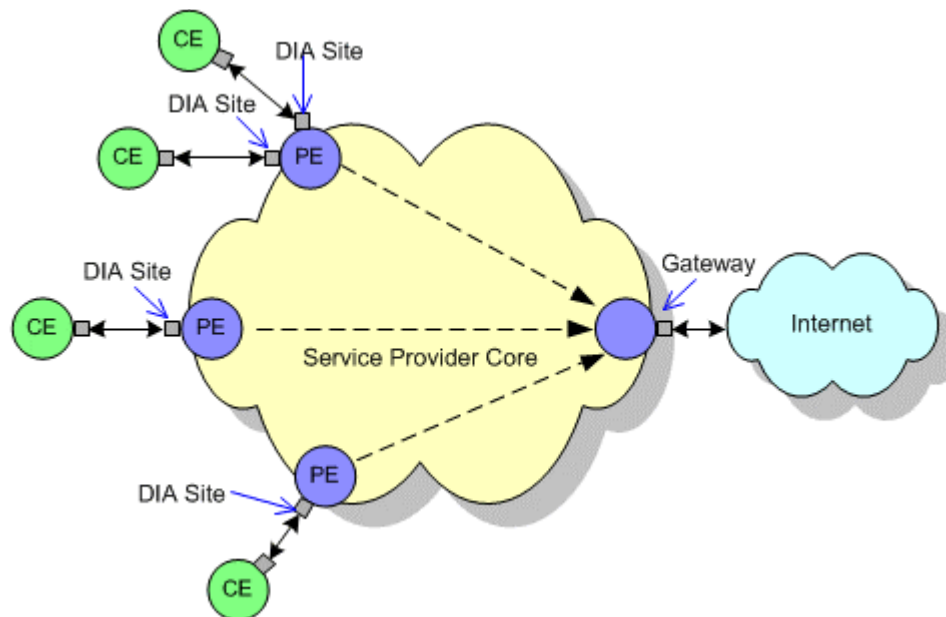 CE
DIA Site
DIA Site
CE
PE
DIA Site
Gateway
CE
PE
Internet
Service Provider Core
PE
DIA Site
CE